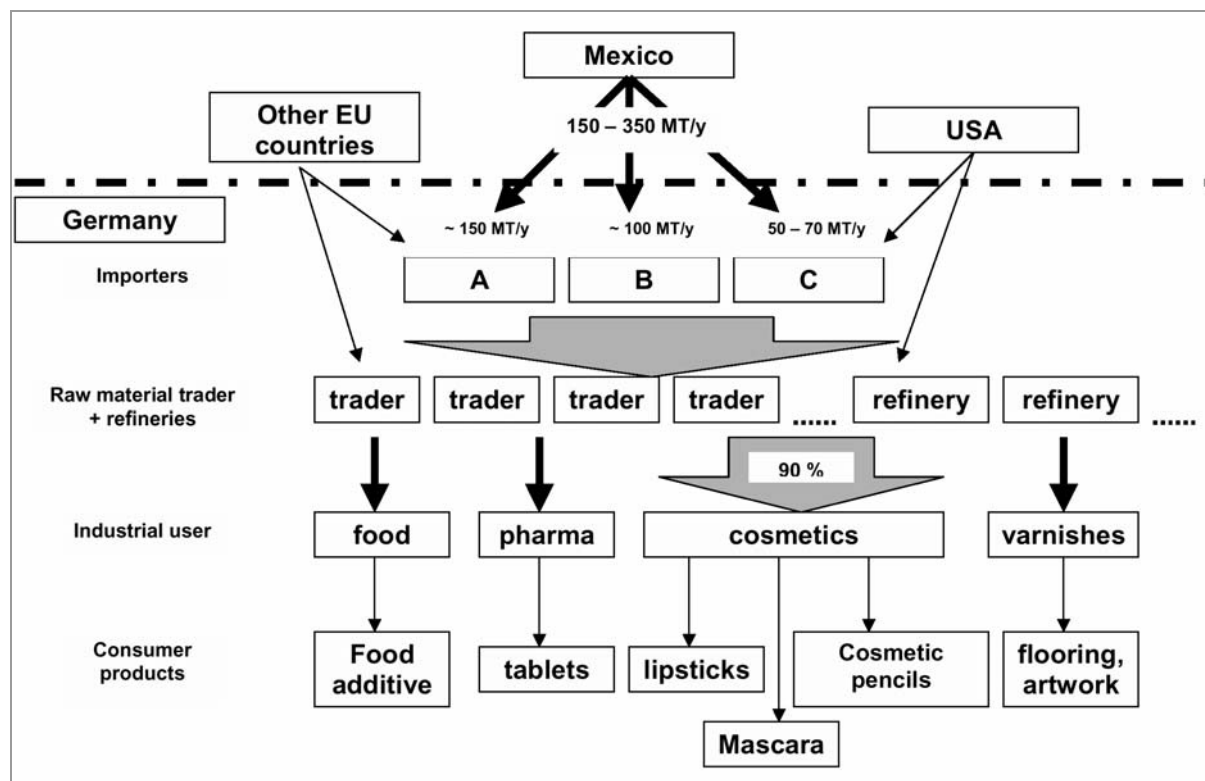 Mexico
Other EU
countries
150 – 350 MT/y
USA
Germany
~ 150 MT/y
~ 100 MT/y
50 – 70 MT/y
Importers
A
B
C
Raw material trader
+ refineries
trader
trader
trader
trader
......
refinery
refinery
......
90 %
Industrial user
food
pharma
cosmetics
varnishes
Consumer
products
Food
additive
tablets
lipsticks
Cosmetic
pencils
flooring,
artwork
Mascara